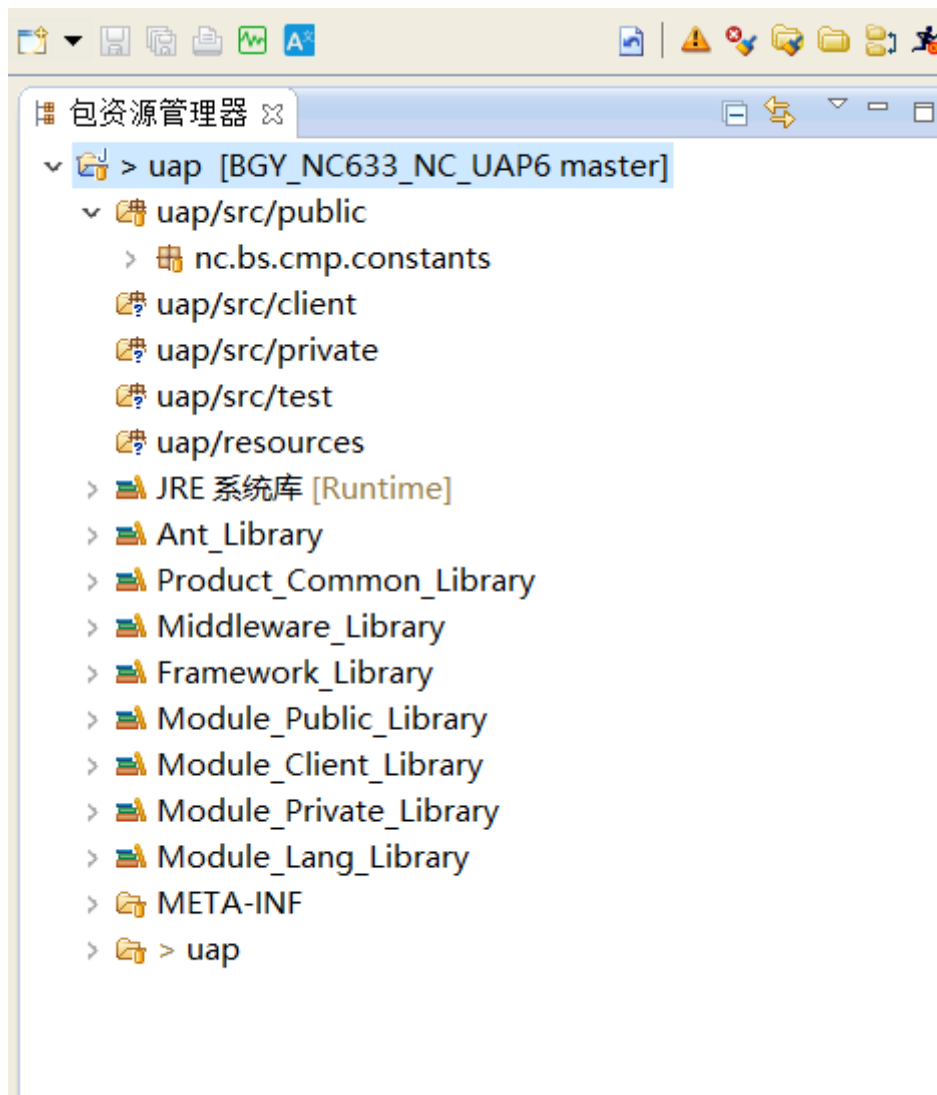 包资源管理器
> uap [BGY_NC633_NC_UAP6 master]
uap/src/public
nc.bs.cmp.constants
uap/src/client
uap/src/private
uap/src/test
uap/resources
JRE 系统库 [Runtime]
Ant_Library
Product_Common_Library
Middleware_Library
Framework_Library
Module_Public_Library
Module_Client_Library
Module_Private_Library
Module_Lang_Library
META-INF
> uap